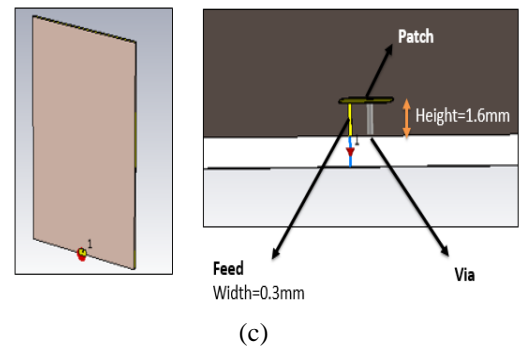 1
Patch
Height=1.6mm
1
Feed
Width=0.3mm
Via
(c)